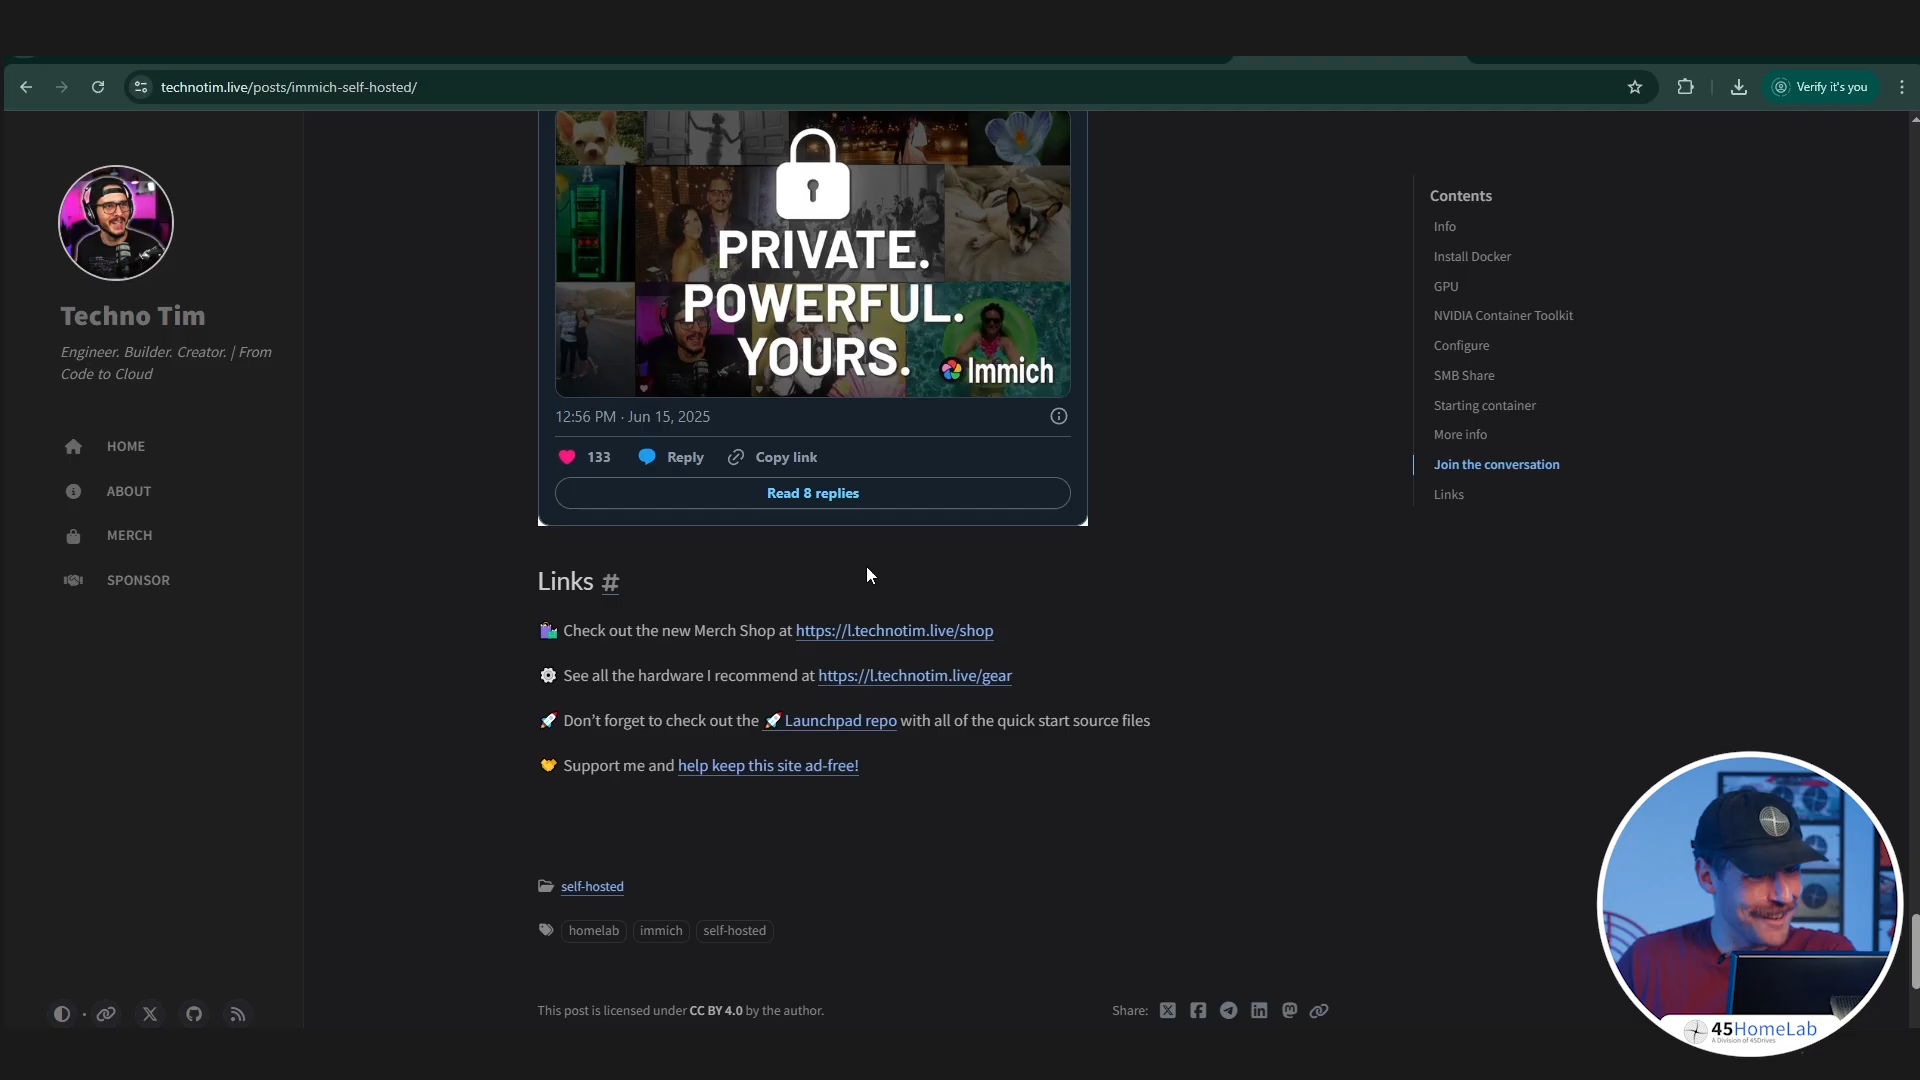 technotim.live/posts/immich-self-hosted/
Verify it's you
Techno Tim
Engineer. Builder. Creator. | From
Code to Cloud
HOME
ABOUT
MERCH
SPONSOR
PRIVATE.
POWERFUL.
YOURS.
Immich
12:56 PM · Jun 15, 2025
133
Reply
Copy link
Read 8 replies
Links #
Check out the new Merch Shop at https://l.technotim.live/shop
See all the hardware I recommend at https://l.technotim.live/gear
Don’t forget to check out the 🚀 Launchpad repo with all of the quick start source files
Support me and help keep this site ad-free!
self-hosted
homelab
immich
self-hosted
This post is licensed under CC BY 4.0 by the author.
Share:
Contents
Info
Install Docker
GPU
NVIDIA Container Toolkit
Configure
SMB Share
Starting container
More info
Join the conversation
Links
45HomeLab
A Division of 45Drives